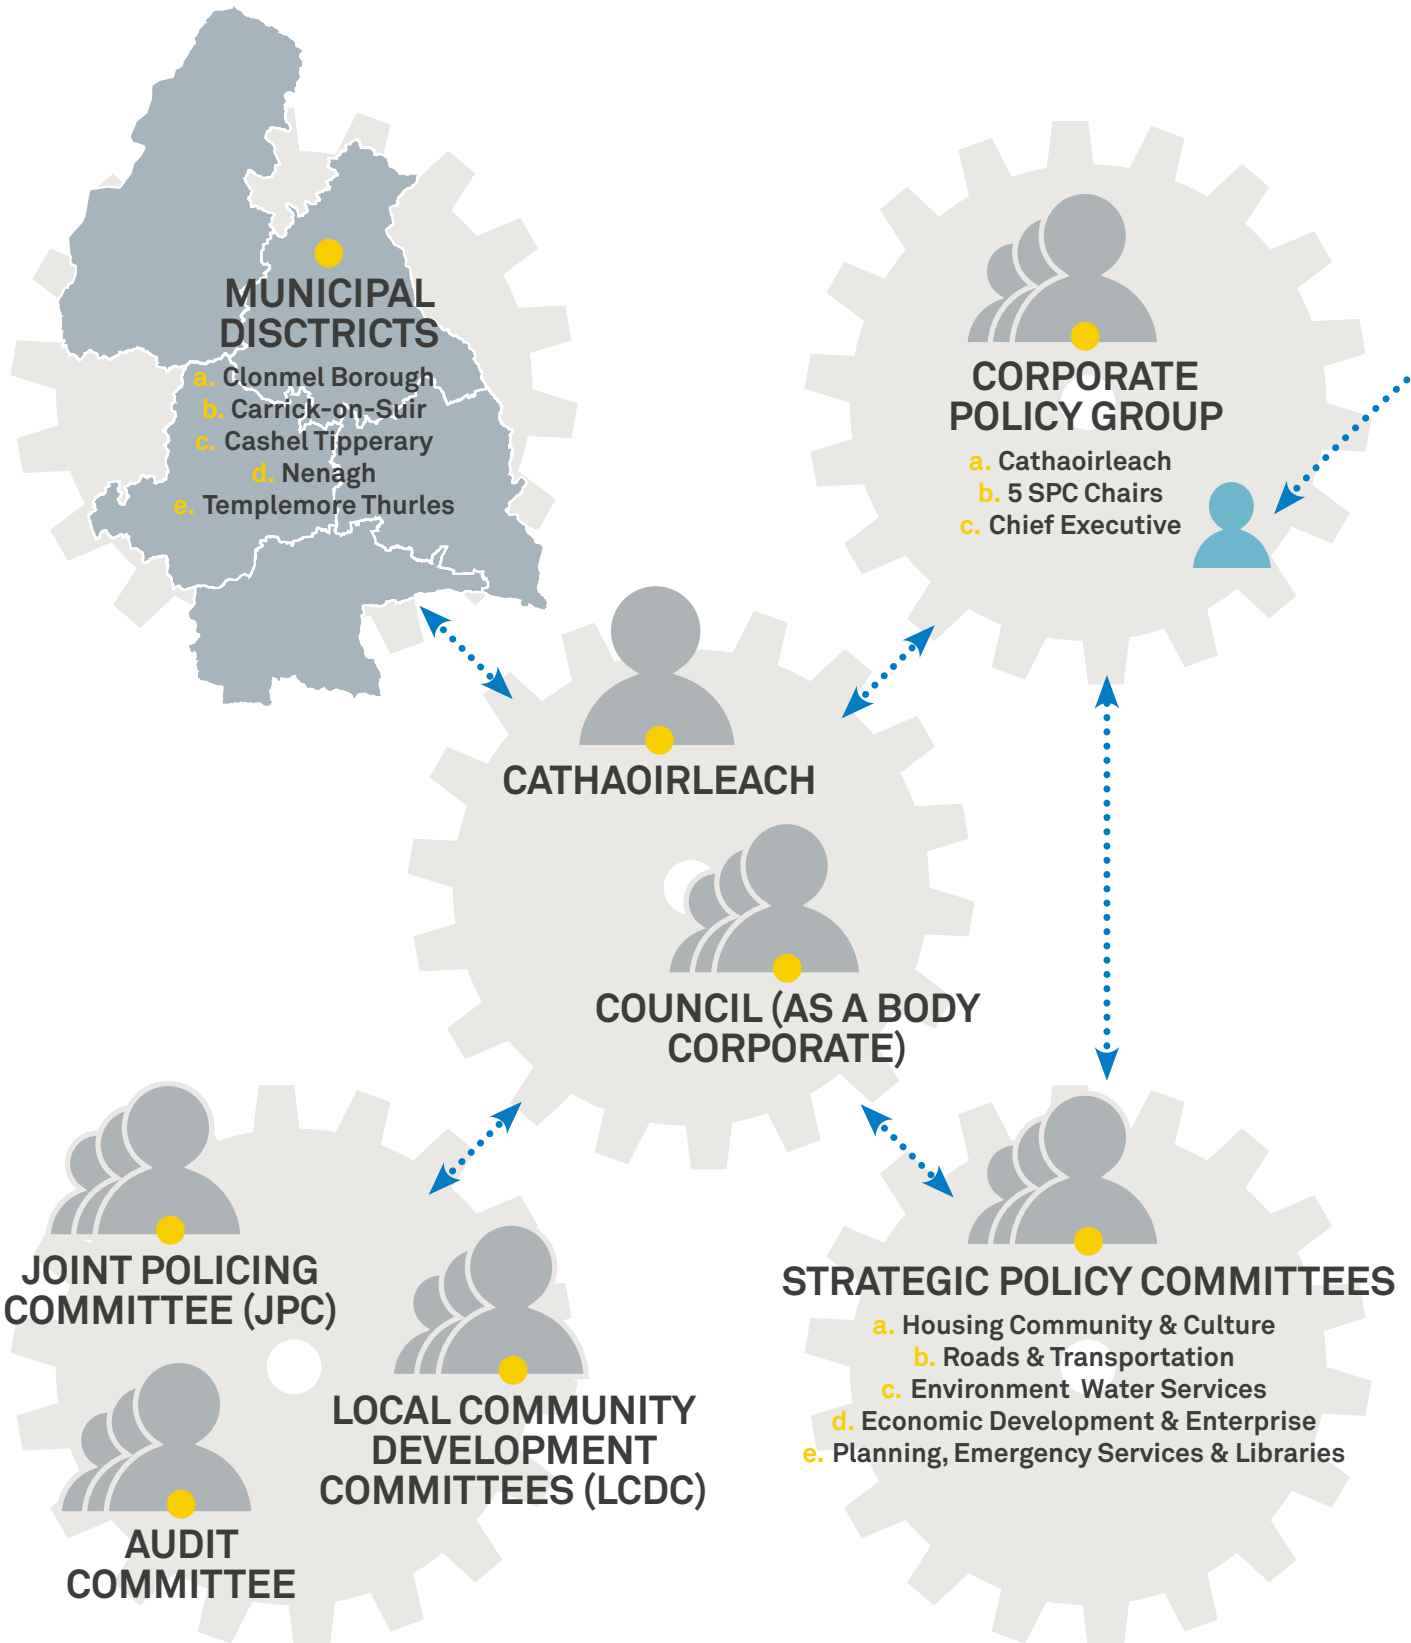 MUNICIPAL
DISCTRICTS
a. Clonmel Borough
b. Carrick-on-Suir
c. Cashel Tipperary
d. Nenagh
e. Templemore Thurles
CORPORATE
POLICY GROUP
a. Cathaoirleach
b. 5 SPC Chairs
c. Chief Executive
CATHAOIRLEACH
COUNCIL (AS A BODY
CORPORATE)
JOINT POLICING
COMMITTEE (JPC)
LOCAL COMMUNITY
DEVELOPMENT
COMMITTEES (LCDC)
AUDIT
COMMITTEE
STRATEGIC POLICY COMMITTEES
a. Housing Community & Culture
b. Roads & Transportation
c. Environment  Water Services
d. Economic Development & Enterprise
e. Planning, Emergency Services & Libraries